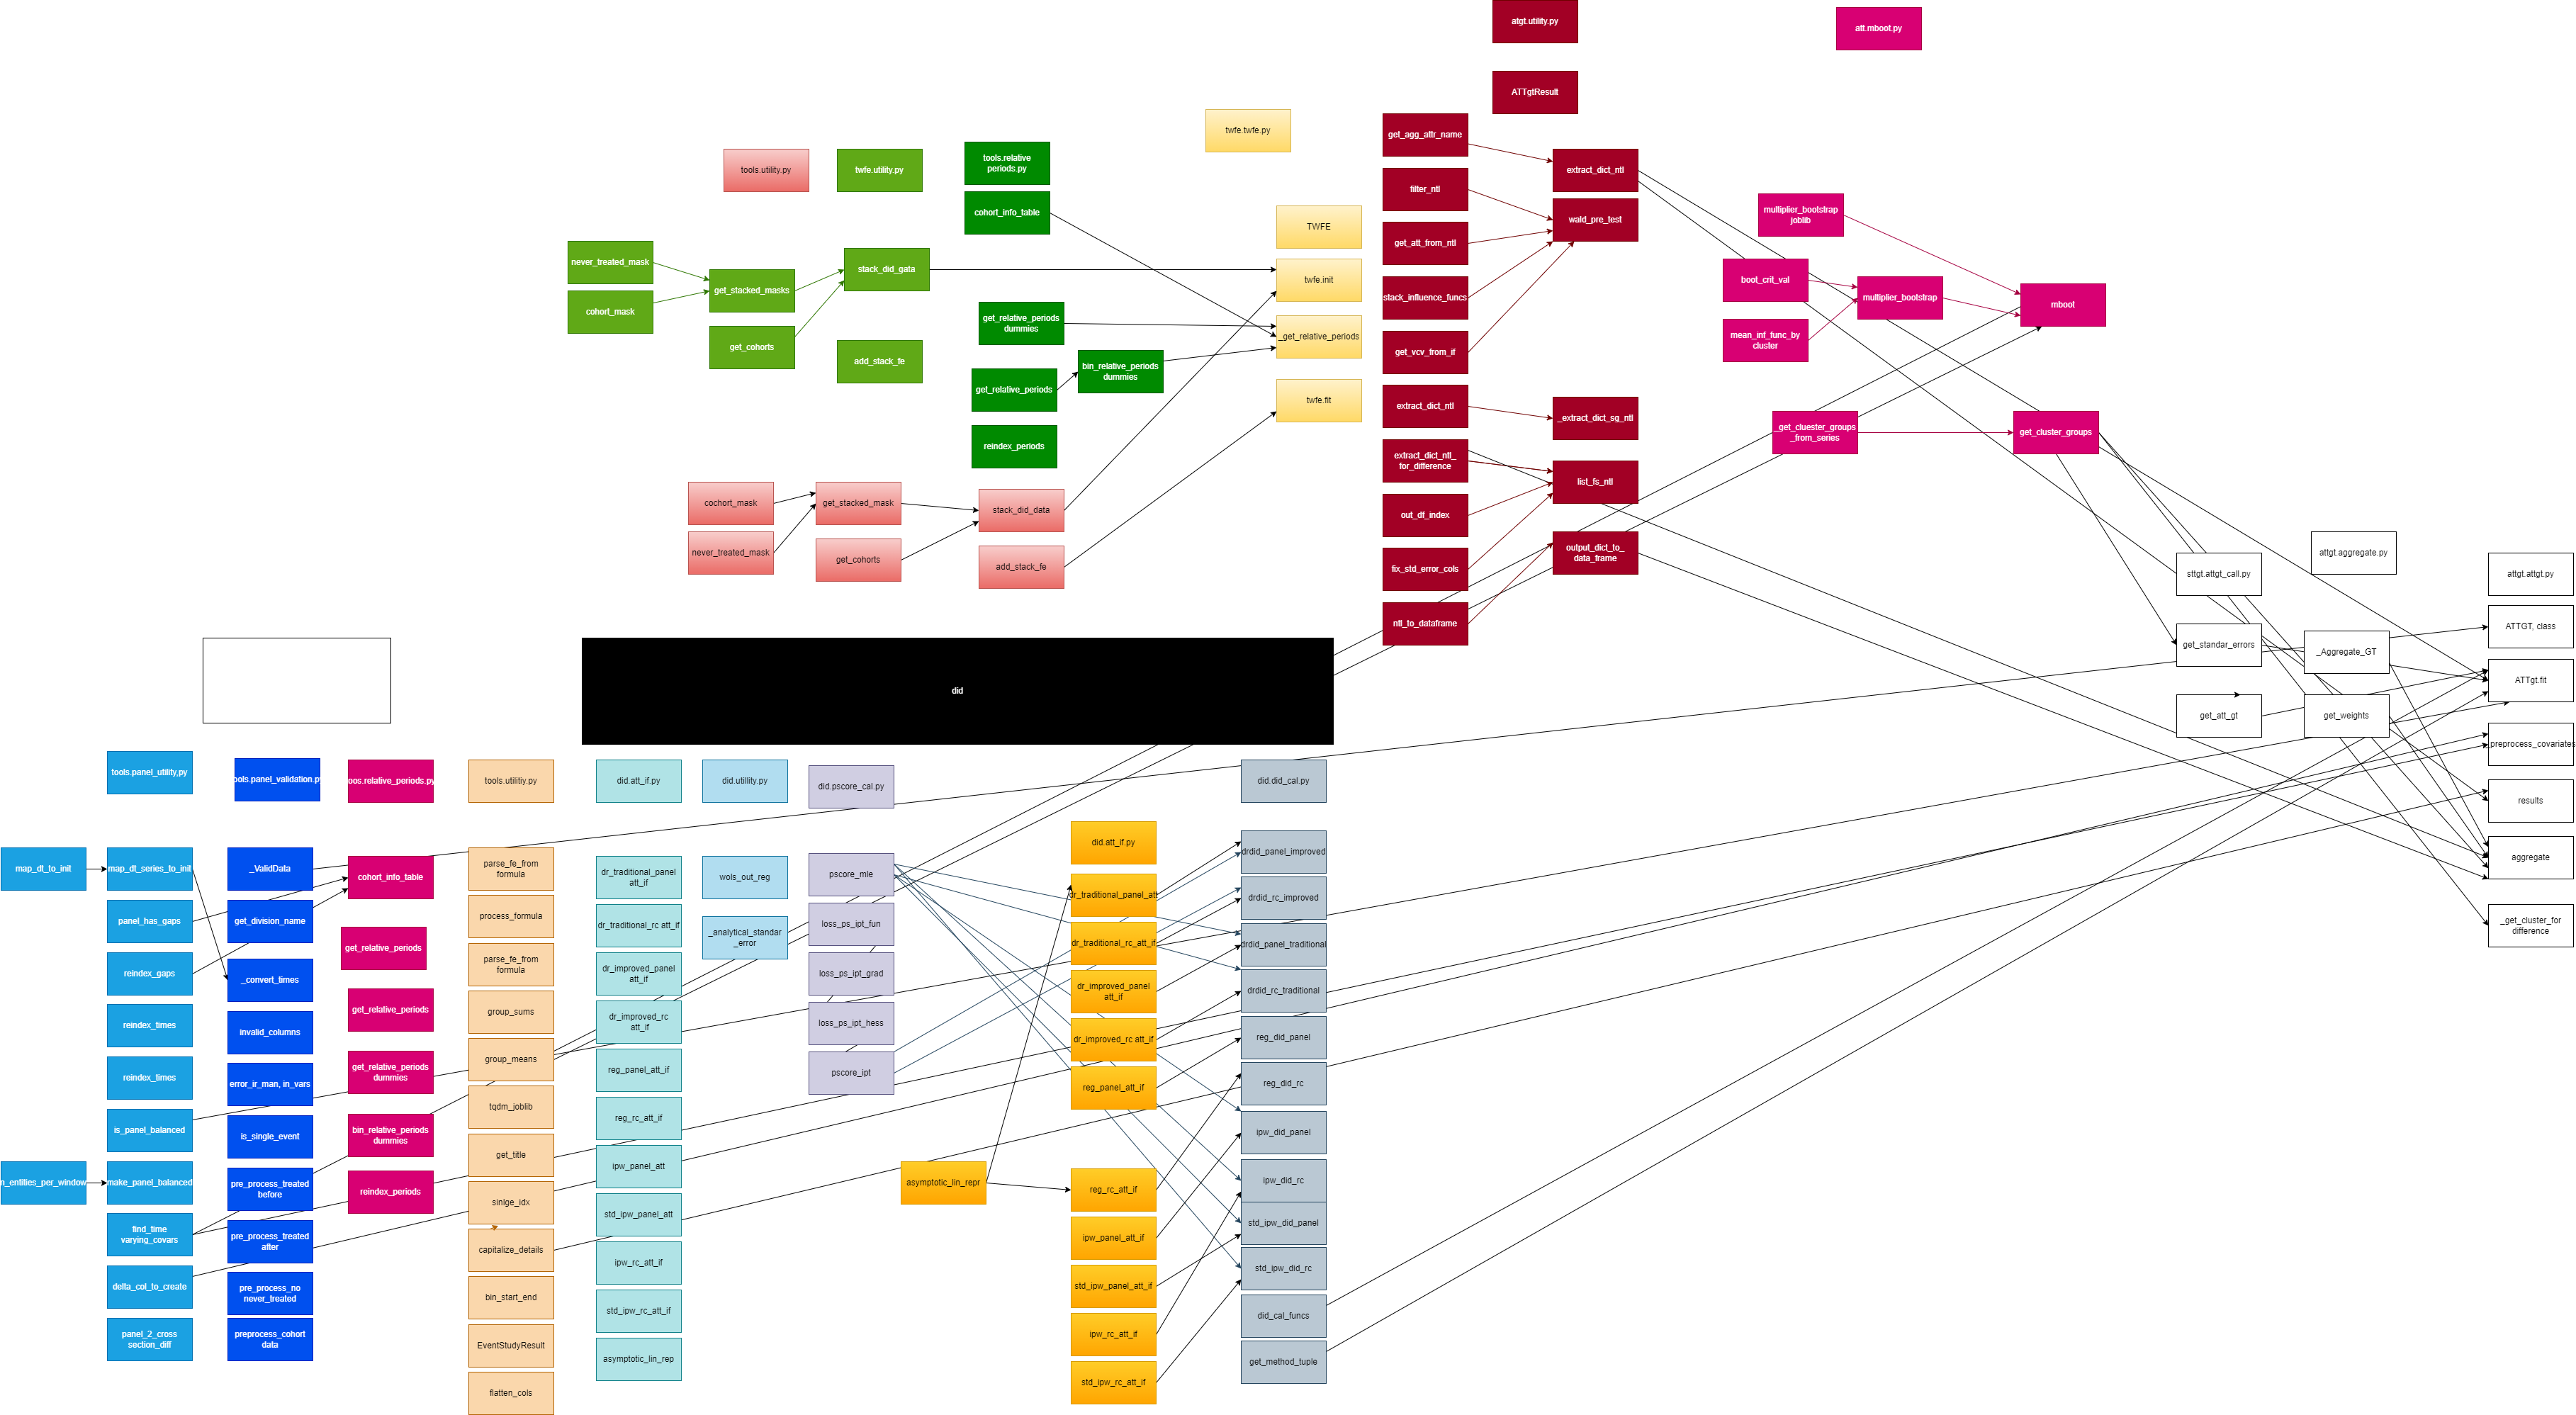 atgt.utility.py
att.mboot.py
ATTgtResult
twfe.twfe.py
get_agg_attr_name
tools.utility.py
twfe.utility.py
tools.relative
periods.py
extract_dict_ntl
filter_ntl
cohort_info_table
multiplier_bootstrap
joblib
TWFE
wald_pre_test
get_att_from_ntl
never_treated_mask
stack_did_gata
get_stacked_masks
cohort_mask
twfe.init
boot_crit_val
multiplier_bootstrap
mboot
stack_influence_funcs
get_relative_periods
dummies
_get_relative_periods
mean_inf_func_by
cluster
get_cohorts
add_stack_fe
bin_relative_periods
dummies
get_vcv_from_if
get_relative_periods
twfe.fit
extract_dict_ntl
_extract_dict_sg_ntl
_get_cluester_groups
_from_series
get_cluster_groups
reindex_periods
extract_dict_ntl_
for_difference
list_fs_ntl
cochort_mask
get_stacked_mask
stack_did_data
out_df_index
never_treated_mask
get_cohorts
add_stack_fe
output_dict_to_
data_frame
fix_std_error_cols
attgt.aggregate.py
sttgt.attgt_call.py
attgt.attgt.py
ntl_to_dataframe
ATTGT, class
get_standar_errors
_Aggregate_GT
ATTgt.fit
did
get_att_gt
get_weights
preprocess_covariates
results
aggregate
_get_cluster_for
difference
tools.panel_utility,py
ools.panel_validation.p
oos.relative_periods.py
tools.utilitiy.py
did.att_if.py
did.utillity.py
did.pscore_cal.py
did.did_cal.py
did.att_if.py
map_dt_to_init
map_dt_series_to_init
_ValidData
cohort_info_table
parse_fe_from
formula
dr_traditional_panel
att_if
wols_out_reg
pscore_mle
dr_traditional_panel_att
drdid_panel_improved
drdid_rc_improved
panel_has_gaps
get_division_name
get_relative_periods
process_formula
dr_traditional_rc att_if
_analytical_standar
_error
loss_ps_ipt_fun
dr_traditional_rc_att_if
drdid_panel_traditional
reindex_gaps
_convert_times
get_relative_periods
parse_fe_from
formula
dr_improved_panel
att_if
loss_ps_ipt_grad
dr_improved_panel
att_if
drdid_rc_traditional
reindex_times
invalid_columns
group_sums
dr_improved_rc
att_if
loss_ps_ipt_hess
dr_improved_rc att_if
reg_did_panel
reindex_times
error_ir_man, in_vars
get_relative_periods
dummies
group_means
reg_panel_att_if
pscore_ipt
reg_panel_att_if
reg_did_rc
is_panel_balanced
is_single_event
bin_relative_periods
dummies
tqdm_joblib
reg_rc_att_if
ipw_did_panel
n_entities_per_window
make_panel_balanced
pre_process_treated
before
reindex_periods
get_title
ipw_panel_att
asymptotic_lin_repr
reg_rc_att_if
ipw_did_rc
find_time
varying_covars
pre_process_treated
after
sinlge_idx
std_ipw_panel_att
ipw_panel_att_if
std_ipw_did_panel
delta_col_to_create
pre_process_no
never_treated
capitalize_details
ipw_rc_att_if
std_ipw_panel_att_if
std_ipw_did_rc
panel_2_cross
section_diff
preprocess_cohort
data
bin_start_end
std_ipw_rc_att_if
ipw_rc_att_if
did_cal_funcs
EventStudyResult
asymptotic_lin_rep
std_ipw_rc_att_if
get_method_tuple
flatten_cols